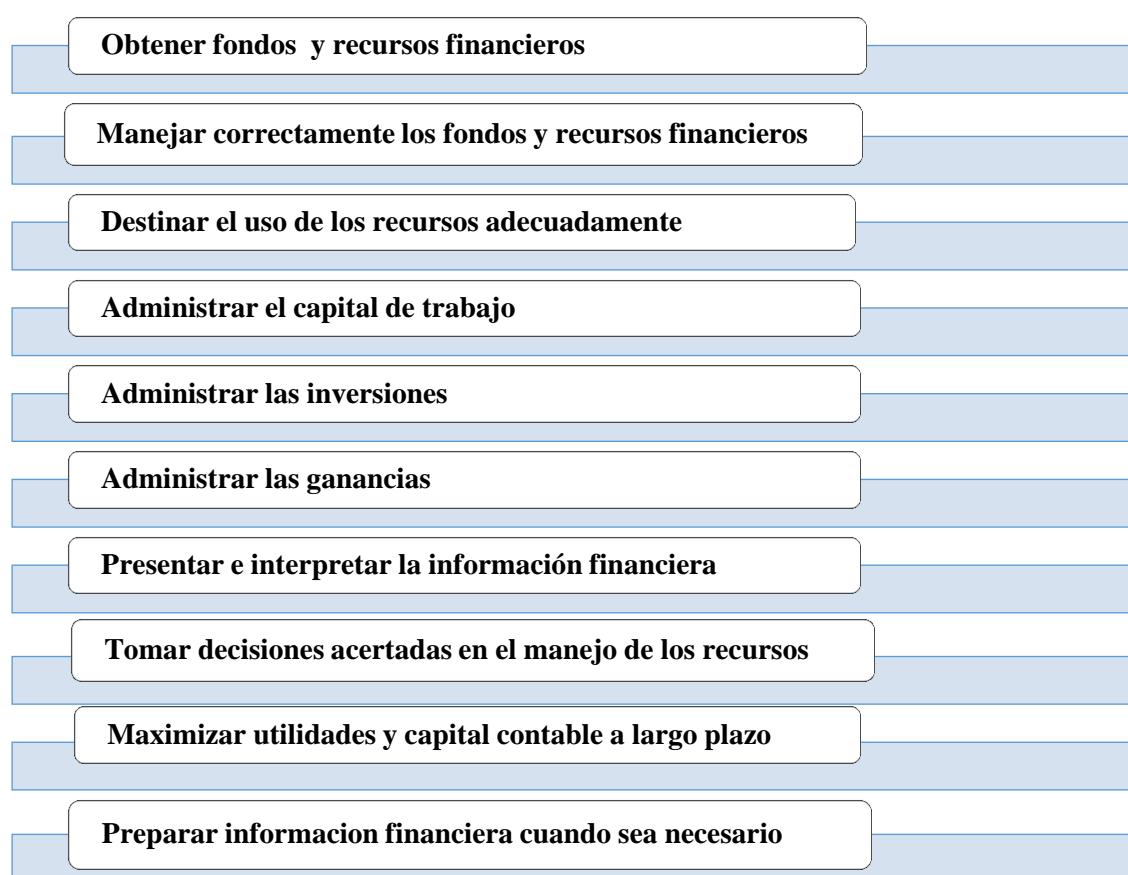 Obtener fondos y recursos financieros
Manejar correctamente los fondos y recursos financieros
Destinar el uso de los recursos adecuadamente
Administrar el capital de trabajo
Administrar las inversiones
Administrar las ganancias
Presentar e interpretar la información financiera
Tomar decisiones acertadas en el manejo de los recursos
Maximizar utilidades y capital contable a largo plazo
Preparar informacion financiera cuando sea necesario